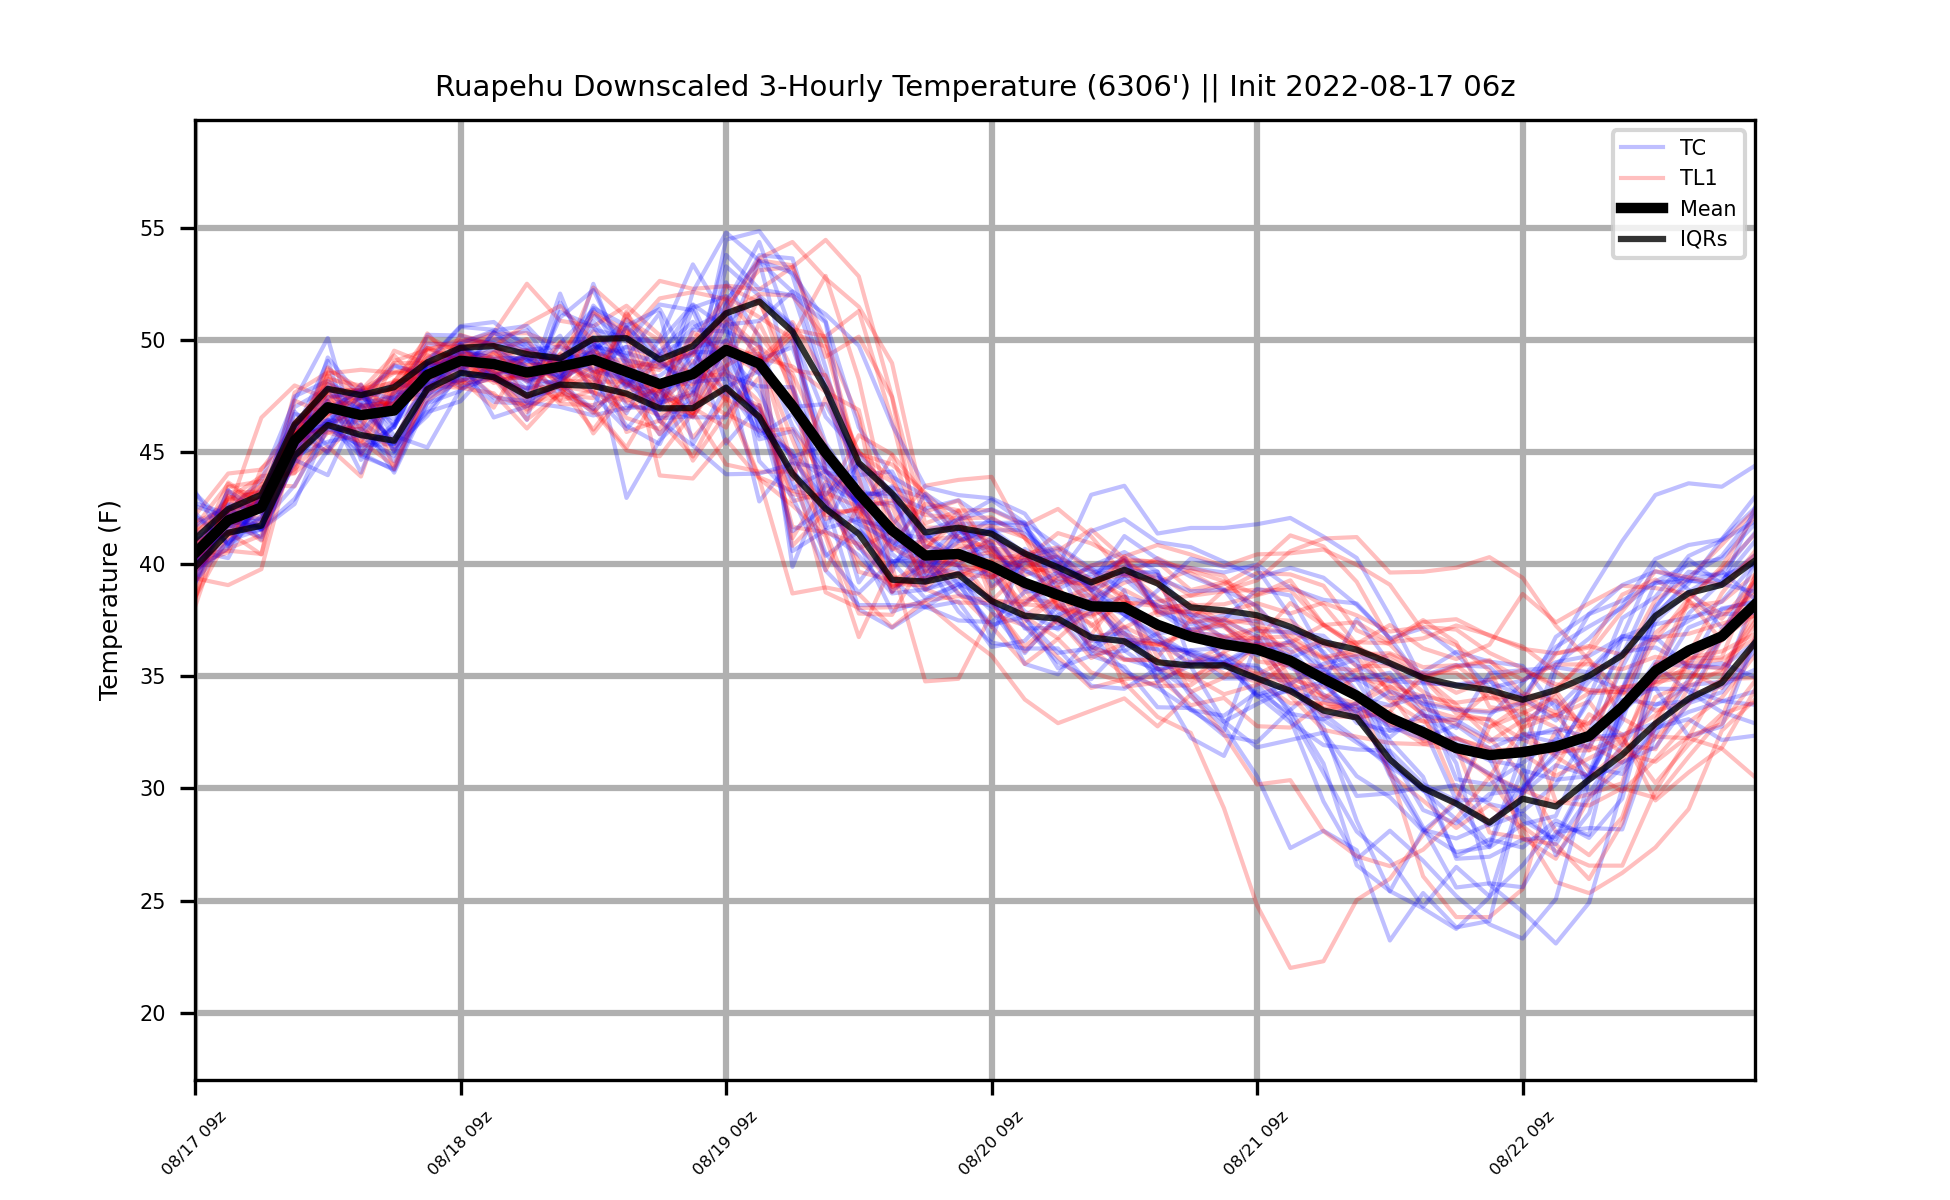 Ruapehu Downscaled 3-Hourly Temperature (6306') || Init 2022-08-17 06z
TC
TL1
Mean
IQRs
Temperature (F)
55
50
45
40
35
30
25
20
08/17 09z
08/18 09z
08/19 09z
08/20 09z
08/21 09z
08/22 09z